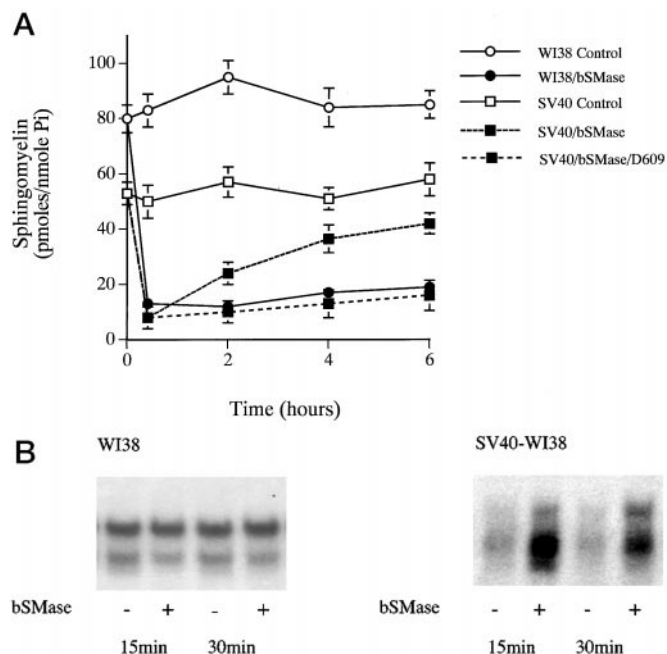 A
Sphingomyelin
(pmoles/nmole Pi)
100
80
60
40
20
0
0 2 4 6
Time (hours)
WI38 Control
WI38/bSMase
SV40 Control
SV40/bSMase
SV40/bSMase/D609
B
WI38
SV40-WI38
bSMase - + - +
15min 30min
bSMase - + - +
15min 30min